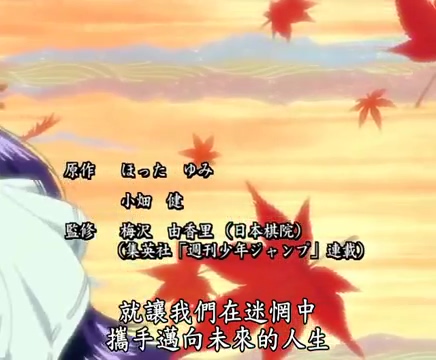 原作 ほった ゆみ
小畑 健
監修 梅沢 由香里（日本棋院）
（集英社「週刊少年ジャンプ」連載）
就讓我們在迷惘中
攜手邁向未來的人生